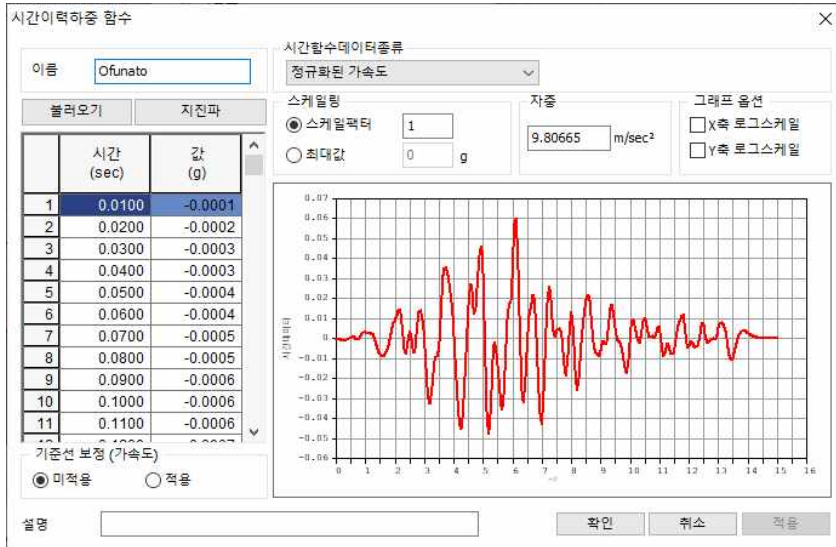 시간이력하중 함수
이름 Ofunato
시간함수데이터종류
정규화된 가속도
불러오기 지진파
스케일링
스케일팩터 1
최대값 0 g
자중
9.80665 m/sec²
그래프 옵션
X축 로그스케일
Y축 로그스케일
시간 (sec) 값 (g)
1 0.0100 -0.0001
2 0.0200 -0.0002
3 0.0300 -0.0003
4 0.0400 -0.0003
5 0.0500 -0.0004
6 0.0600 -0.0004
7 0.0700 -0.0005
8 0.0800 -0.0005
9 0.0900 -0.0006
10 0.1000 -0.0006
11 0.1100 -0.0006
0.07
0.06
0.05
0.04
0.03
0.02
0.01
0
-0.01
-0.02
-0.03
-0.04
-0.05
-0.06
시간데이터
0 1 2 3 4 5 6 7 8 9 10 11 12 13 14 15 16
기준선 보정 (가속도)
미적용 적용
설명
확인 취소 적용